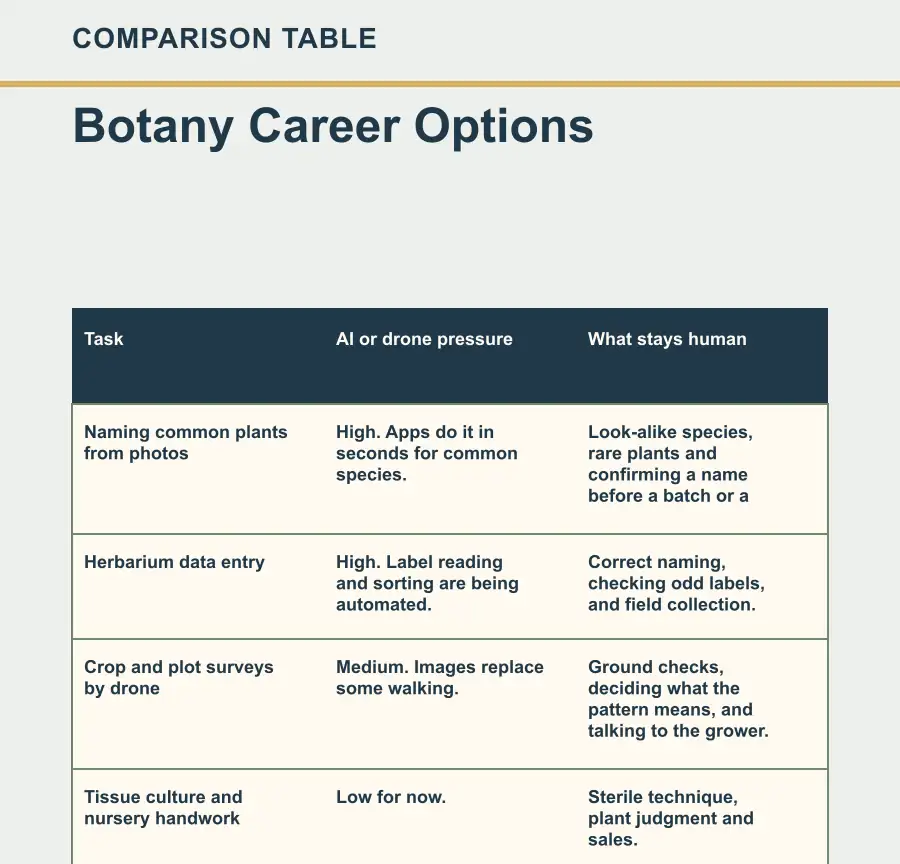 COMPARISON TABLE
Botany Career Options
Task
AI or drone pressure
What stays human
Naming common plants
from photos
High. Apps do it in
seconds for common
species.
Look-alike species,
rare plants and
confirming a name
before a batch or a
Herbarium data entry
High. Label reading
and sorting are being
automated.
Correct naming,
checking odd labels,
and field collection.
Crop and plot surveys
by drone
Medium. Images replace
some walking.
Ground checks,
deciding what the
pattern means, and
talking to the grower.
Tissue culture and
nursery handwork
Low for now.
Sterile technique,
plant judgment and
sales.